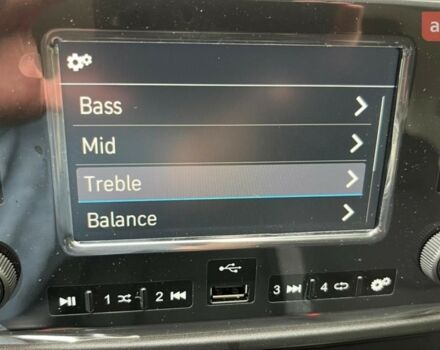 a
Bass
Mid
Treble
Balance
1 2 3 4